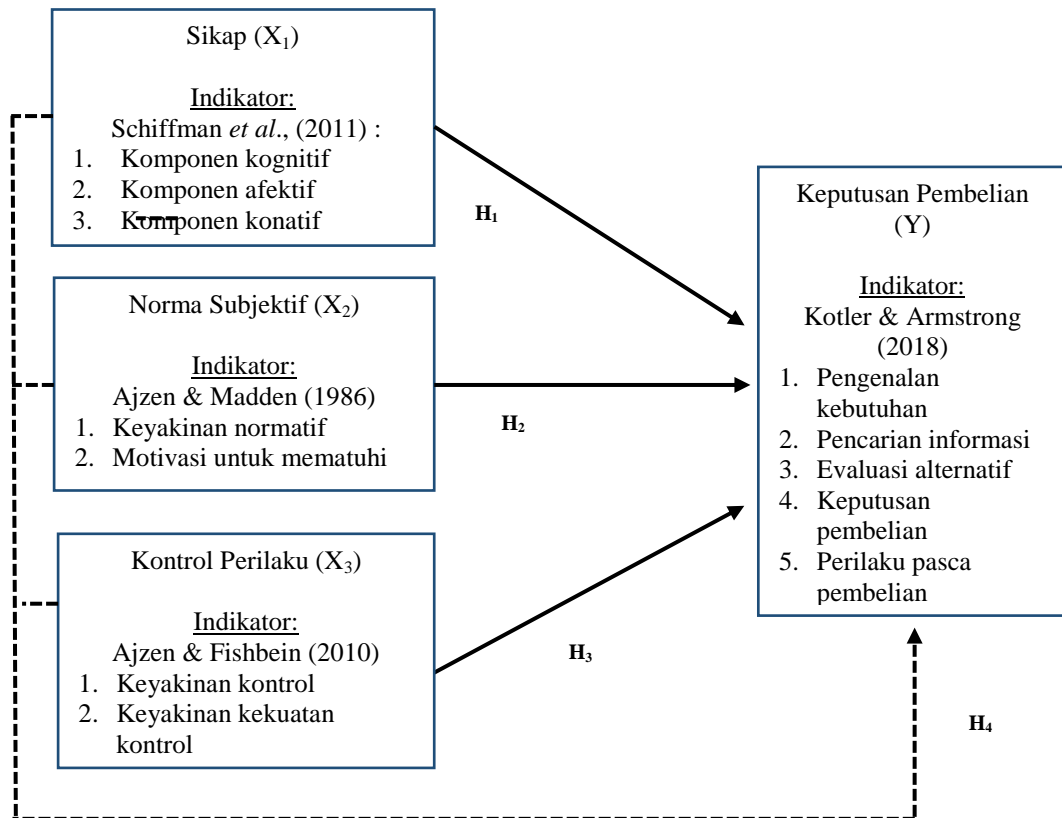 Sikap (X1)
Indikator:
Schiffman et al., (2011) :
1. Komponen kognitif
2. Komponen afektif
3. Komponen konatif
H1
Norma Subjektif (X2)
Indikator:
Ajzen & Madden (1986)
1. Keyakinan normatif
2. Motivasi untuk mematuhi
H2
Kontrol Perilaku (X3)
Indikator:
Ajzen & Fishbein (2010)
1. Keyakinan kontrol
2. Keyakinan kekuatan
kontrol
H3
Keputusan Pembelian
(Y)
Indikator:
Kotler & Armstrong
(2018)
1. Pengenalan
kebutuhan
2. Pencarian informasi
3. Evaluasi alternatif
4. Keputusan
pembelian
5. Perilaku pasca
pembelian
H4